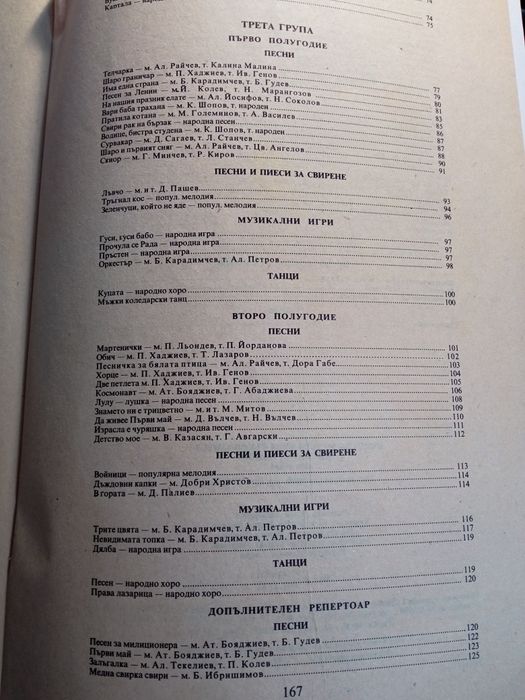 Каптала — народна
74
75
ТРЕТА ГРУПА
ПЪРВО ПОЛУГОДИЕ
ПЕСНИ
Телчарка — м. Ал. Райчев, т. Калина Малина
Шаро граничар — м. П. Хаджиев, т. Ив. Генов 77
Има една страна — м. Б. Карадимчев, т. Б. Гудев 79
Песен за Ленин — м. Й. Колев, т. Н. Марангозов 80
На нашия празник елате — м. Ал. Йосифов, т. Н. Соколов 81
Вари баба трахана — м. К. Шопов, т. народен 82
Пратила котана — м. М. Големинов, т. А. Василев 83
Свири рак на бързак — народна песен 85
Водице, бистра студена — м. К. Шопов, т. народен 86
Сурвакар — м. Д. Сагаев, т. Л. Станчев 87
Шаро и първият сняг — м. Ал. Райчев, т. Цв. Ангелов 88
Сякор — м. Г. Минчев, т. Р. Киров 90
91
ПЕСНИ И ПИЕСИ ЗА СВИРЕНЕ
Лъвчо — м. и т. Д. Пашев 93
Тръгнал кос — попул. мелодия 94
Зеленчуци, който не яде — попул. мелодия 96
МУЗИКАЛНИ ИГРИ
Гуси, гуси бабо — народна игра 97
Прочула се Рада — народна игра 97
Пръстен — народна игра 97
Оркестър — м. Б. Карадимчев, т. Ал. Петров 98
ТАНЦИ
Куцата — народно хоро 100
Мъжки коледарски танц 100
ВТОРО ПОЛУГОДИЕ
ПЕСНИ
Мартенички — м. П. Льондев, т. П. Йорданова 101
Обич — м. П. Хаджиев, т. Т. Лазаров 102
Песничка за бялата птица — м. Ал. Райчев, т. Дора Габе 103
Хорце — м. П. Хаджиев, т. Ив. Генов 104
Две петлета м. П. Хаджиев, т. Ив. Генов 105
Космонавт — м. Ат. Бояджиев, т. Г. Абаджиева 106
Лулу — лушка — народна песен 108
Знамето ни е трицветно — м. и т. М. Митов 109
Да живее Първи май — м. Д. Вълчев, т. Н. Вълчев 110
Израсла е чуряшка — народна песен 111
Детство мое — м. В. Казасян, т. Г. Авгарски 112
ПЕСНИ И ПИЕСИ ЗА СВИРЕНЕ
Войници — популярна мелодия 113
Дъждовни капки — м. Добри Христов 114
В гората — м. Д. Палиев 114
МУЗИКАЛНИ ИГРИ
Трите цвята — м. Б. Карадимчев, т. Ал. Петров 116
Невидимата топка — м. Б. Карадимчев, т. Ал. Петров 117
Дялба — народна игра 119
ТАНЦИ
Песен — народно хоро 119
Права лазарица — народно хоро 120
ДОПЪЛНИТЕЛЕН РЕПЕРТОАР
ПЕСНИ
Песен за милиционера — м. Ат. Бояджиев, т. Б. Гудев 120
Първи май — м. Ат. Бояджиев, т. Б. Гудев 122
Залъгалка — м. Ал. Текелиев, т. П. Колев 123
Медна свирка свири — м. Б. Ибришимов 125
167